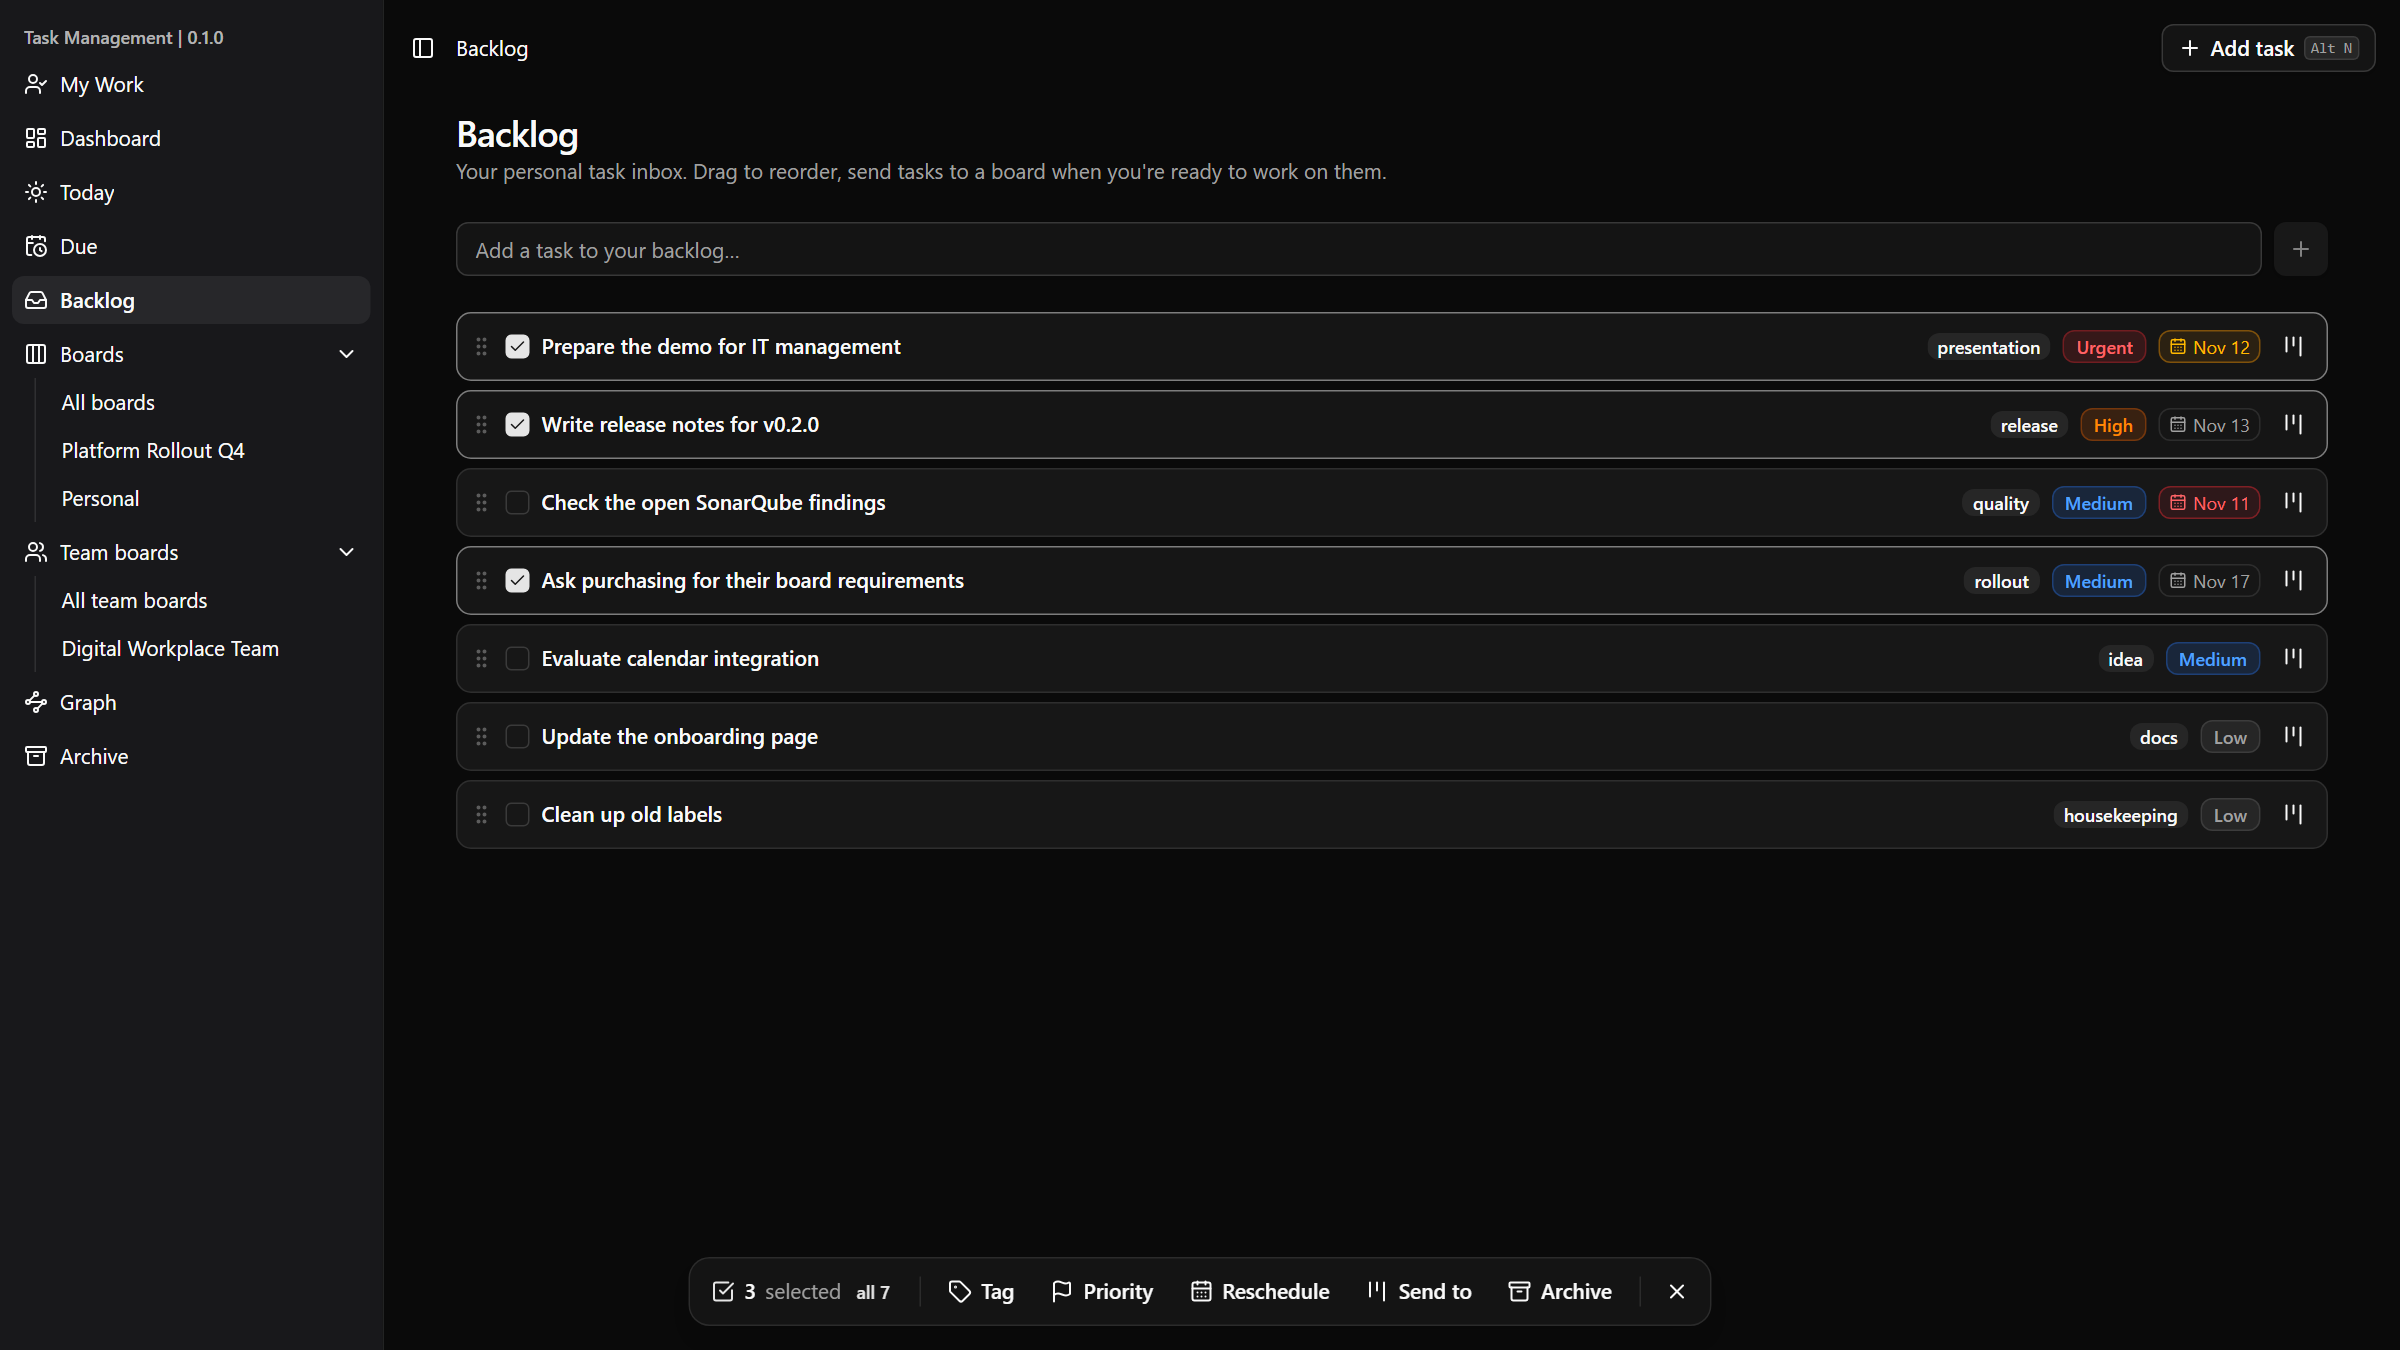 Task Management | 0.1.0
My Work
Dashboard
Today
Due
Backlog
Boards
All boards
Platform Rollout Q4
Personal
Team boards
All team boards
Digital Workplace Team
Graph
Archive
Backlog
Add task Alt N
Backlog
Your personal task inbox. Drag to reorder, send tasks to a board when you're ready to work on them.
Add a task to your backlog...
Prepare the demo for IT management presentation Urgent Nov 12
Write release notes for v0.2.0 release High Nov 13
Check the open SonarQube findings quality Medium Nov 11
Ask purchasing for their board requirements rollout Medium Nov 17
Evaluate calendar integration idea Medium
Update the onboarding page docs Low
Clean up old labels housekeeping Low
3 selected all 7 Tag Priority Reschedule Send to Archive